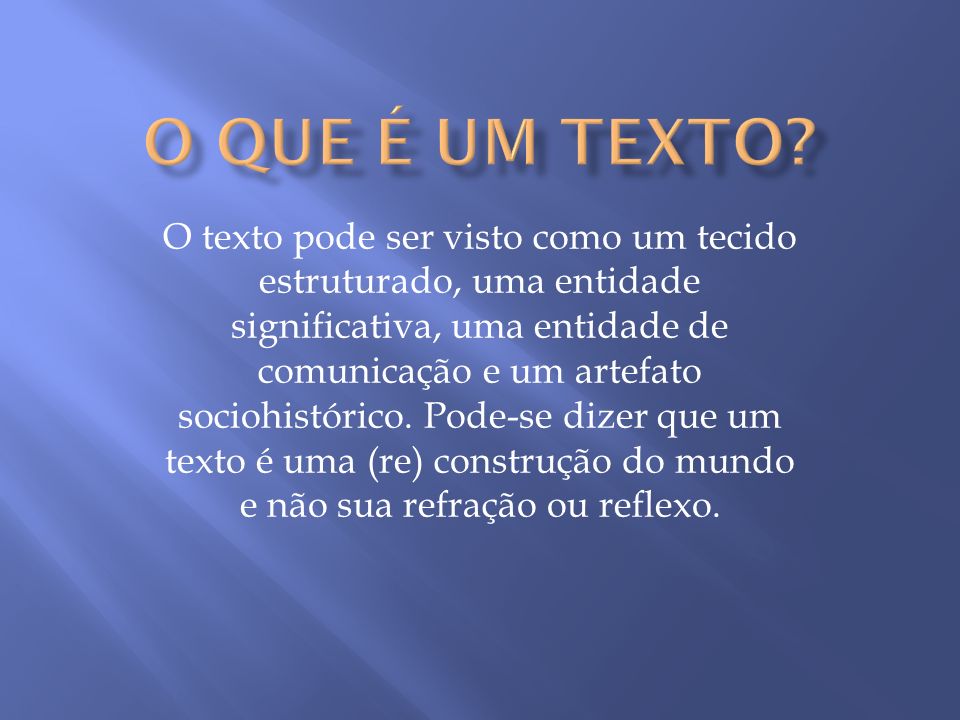 O QUE É UM TEXTO?
O texto pode ser visto como um tecido
estruturado, uma entidade
significativa, uma entidade de
comunicação e um artefato
sociohistórico. Pode-se dizer que um
texto é uma (re) construção do mundo
e não sua refração ou reflexo.